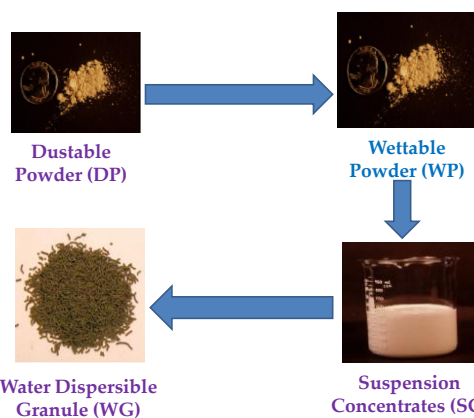 Dustable
Powder (DP)
Wettable
Powder (WP)
Water Dispersible
Granule (WG)
Suspension
Concentrates (SC